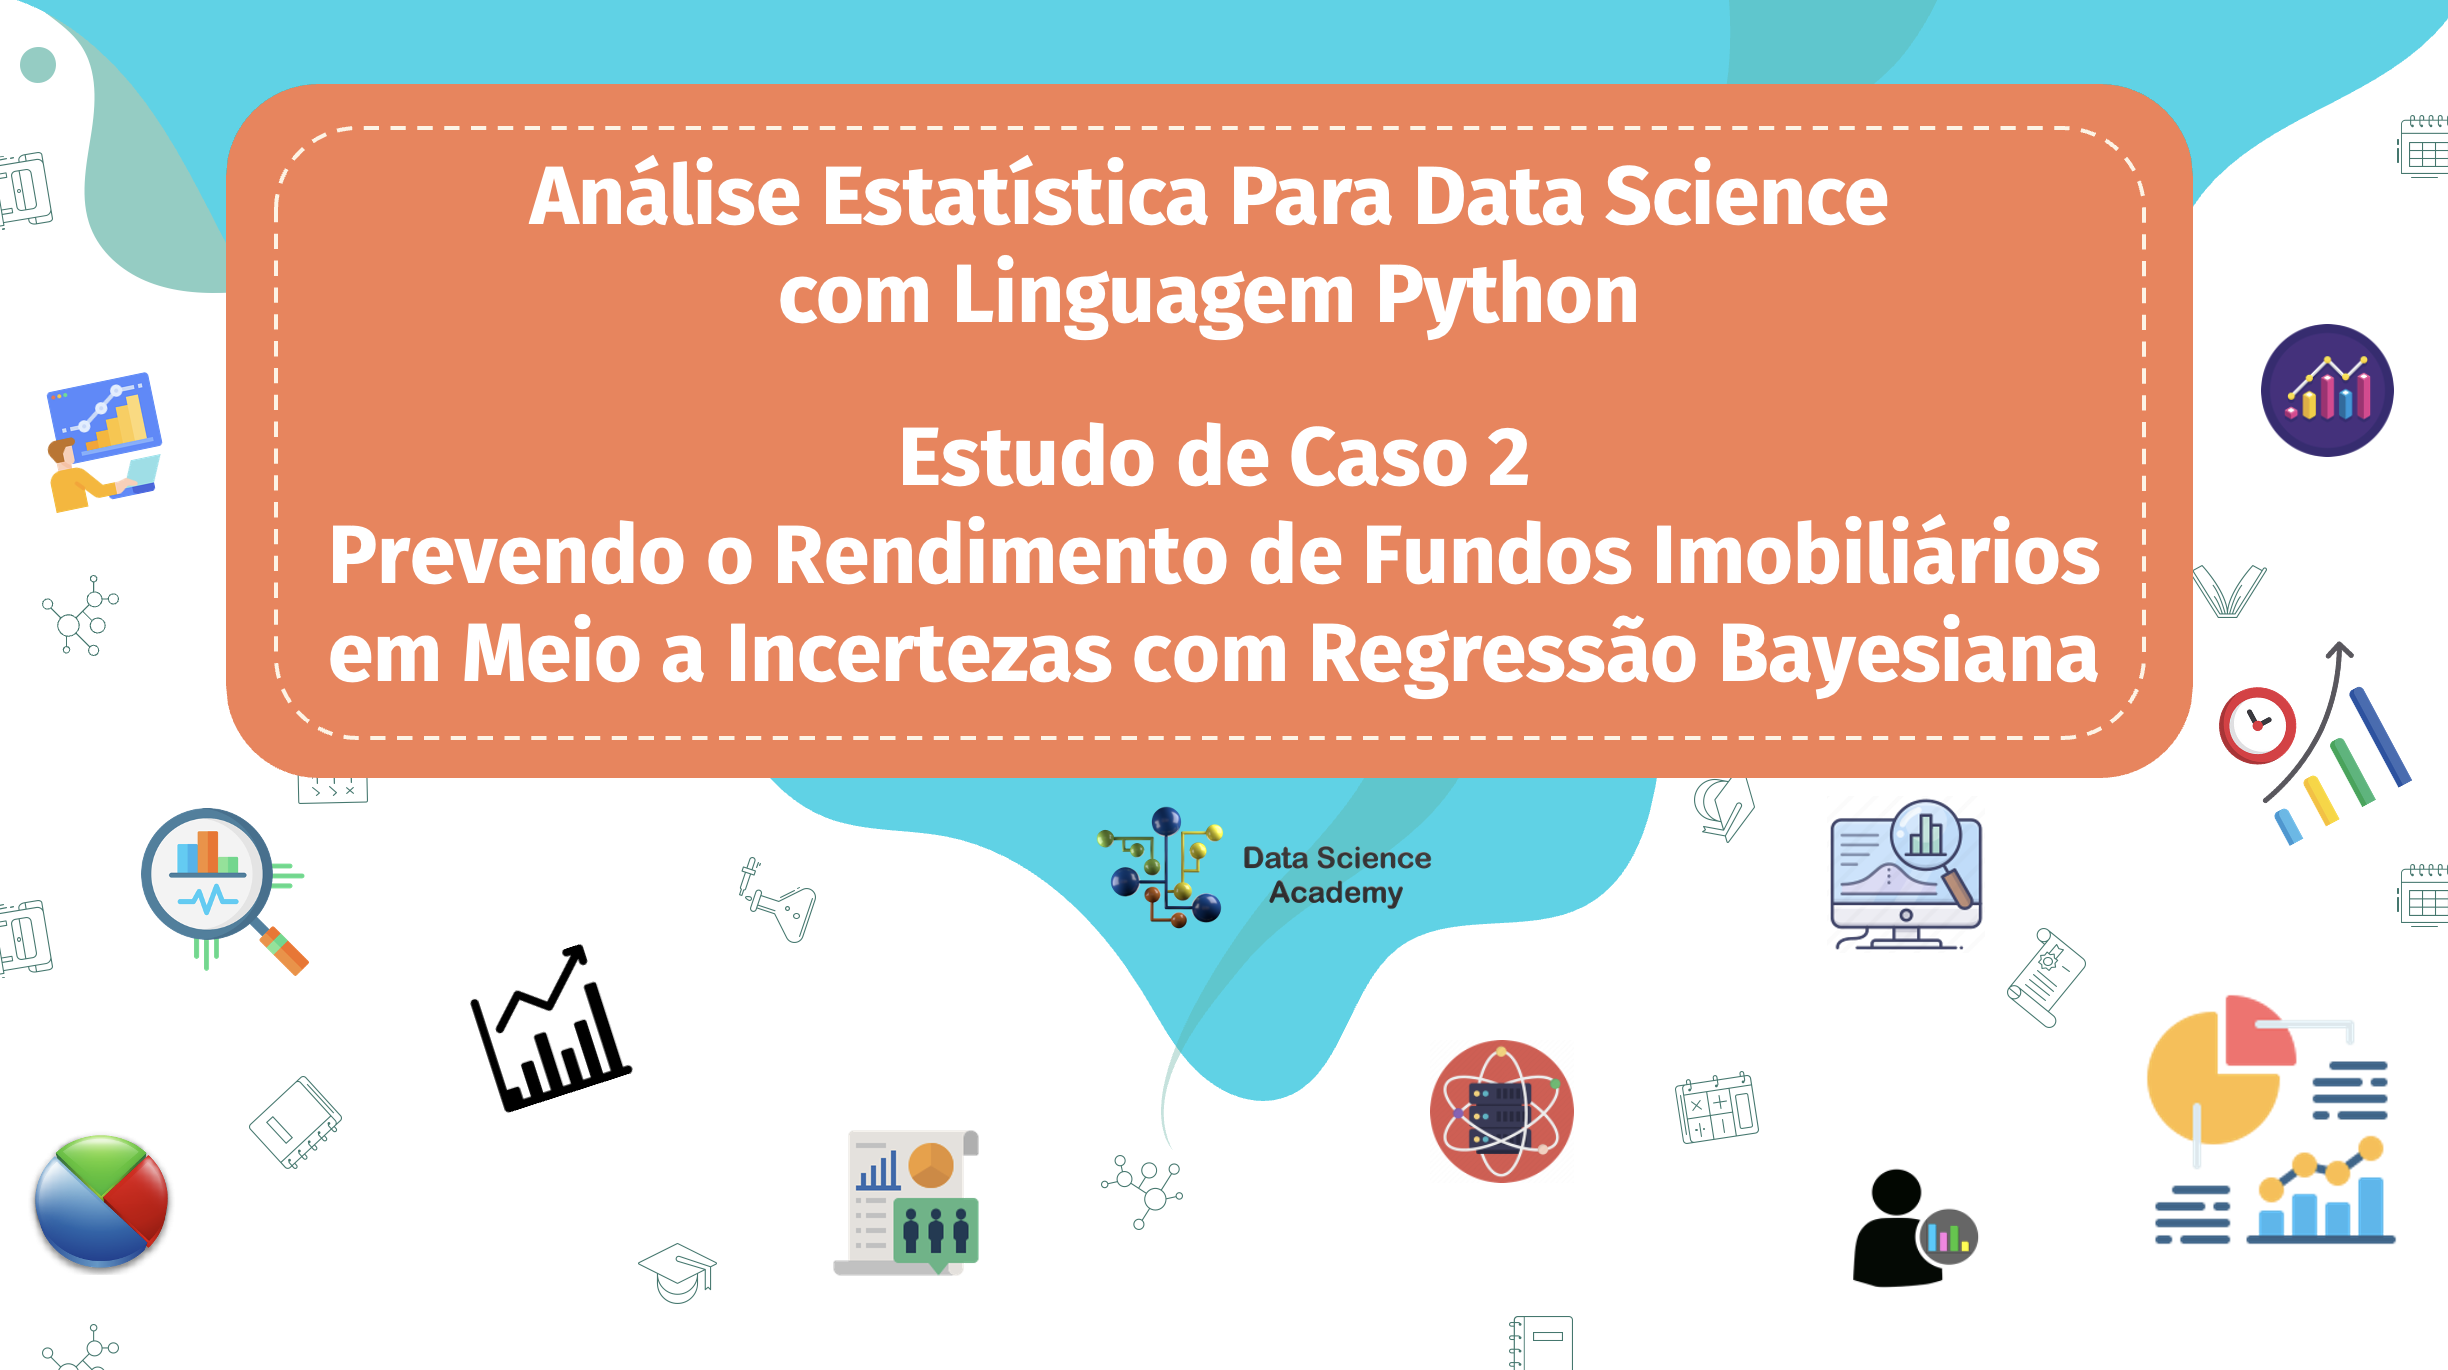 Análise Estatística Para Data Science
com Linguagem Python
Estudo de Caso 2
Prevendo o Rendimento de Fundos Imobiliários
em Meio a Incertezas com Regressão Bayesiana
Data Science
Academy